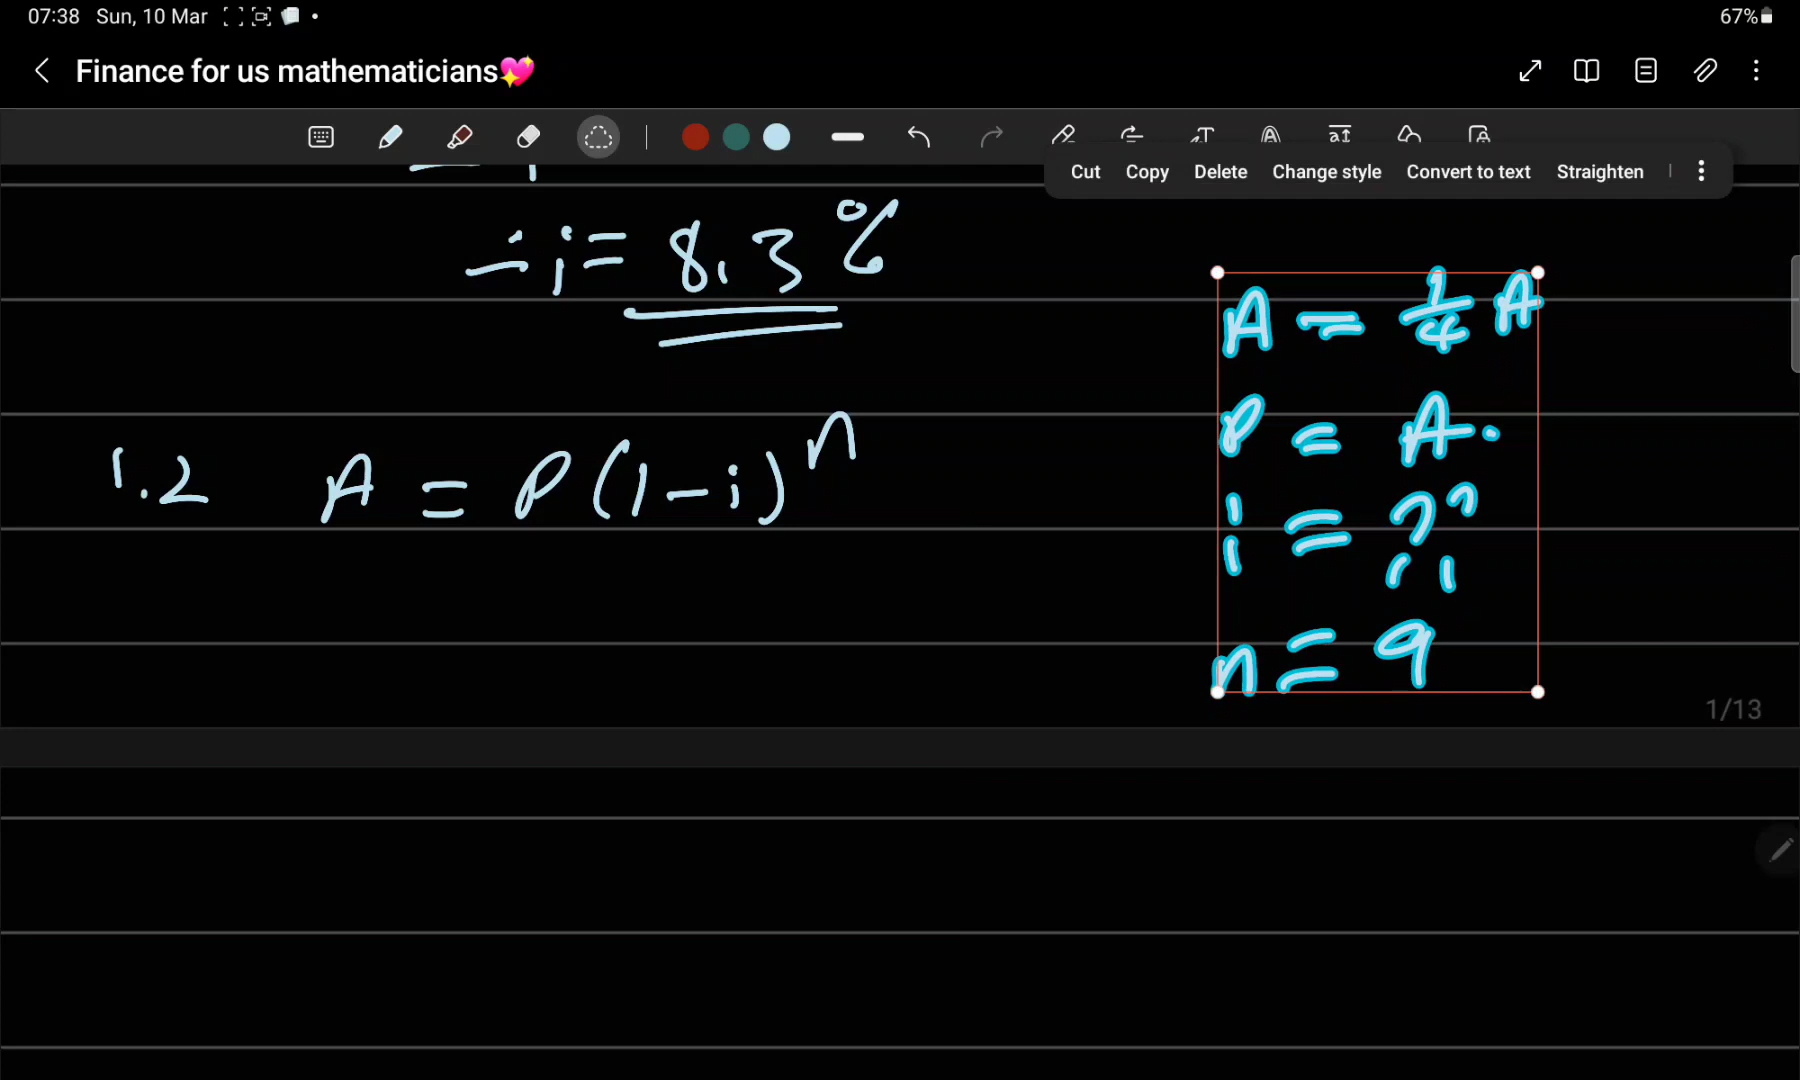 07:38 Sun, 10 Mar 67%
Finance for us mathematicians💖
Cut Copy Delete Change style Convert to text Straighten
- i = 8.3 %
A = 1/4 A
P = A.
1.2 A = P(1-i)^n
i = ??
n = 9
1/13